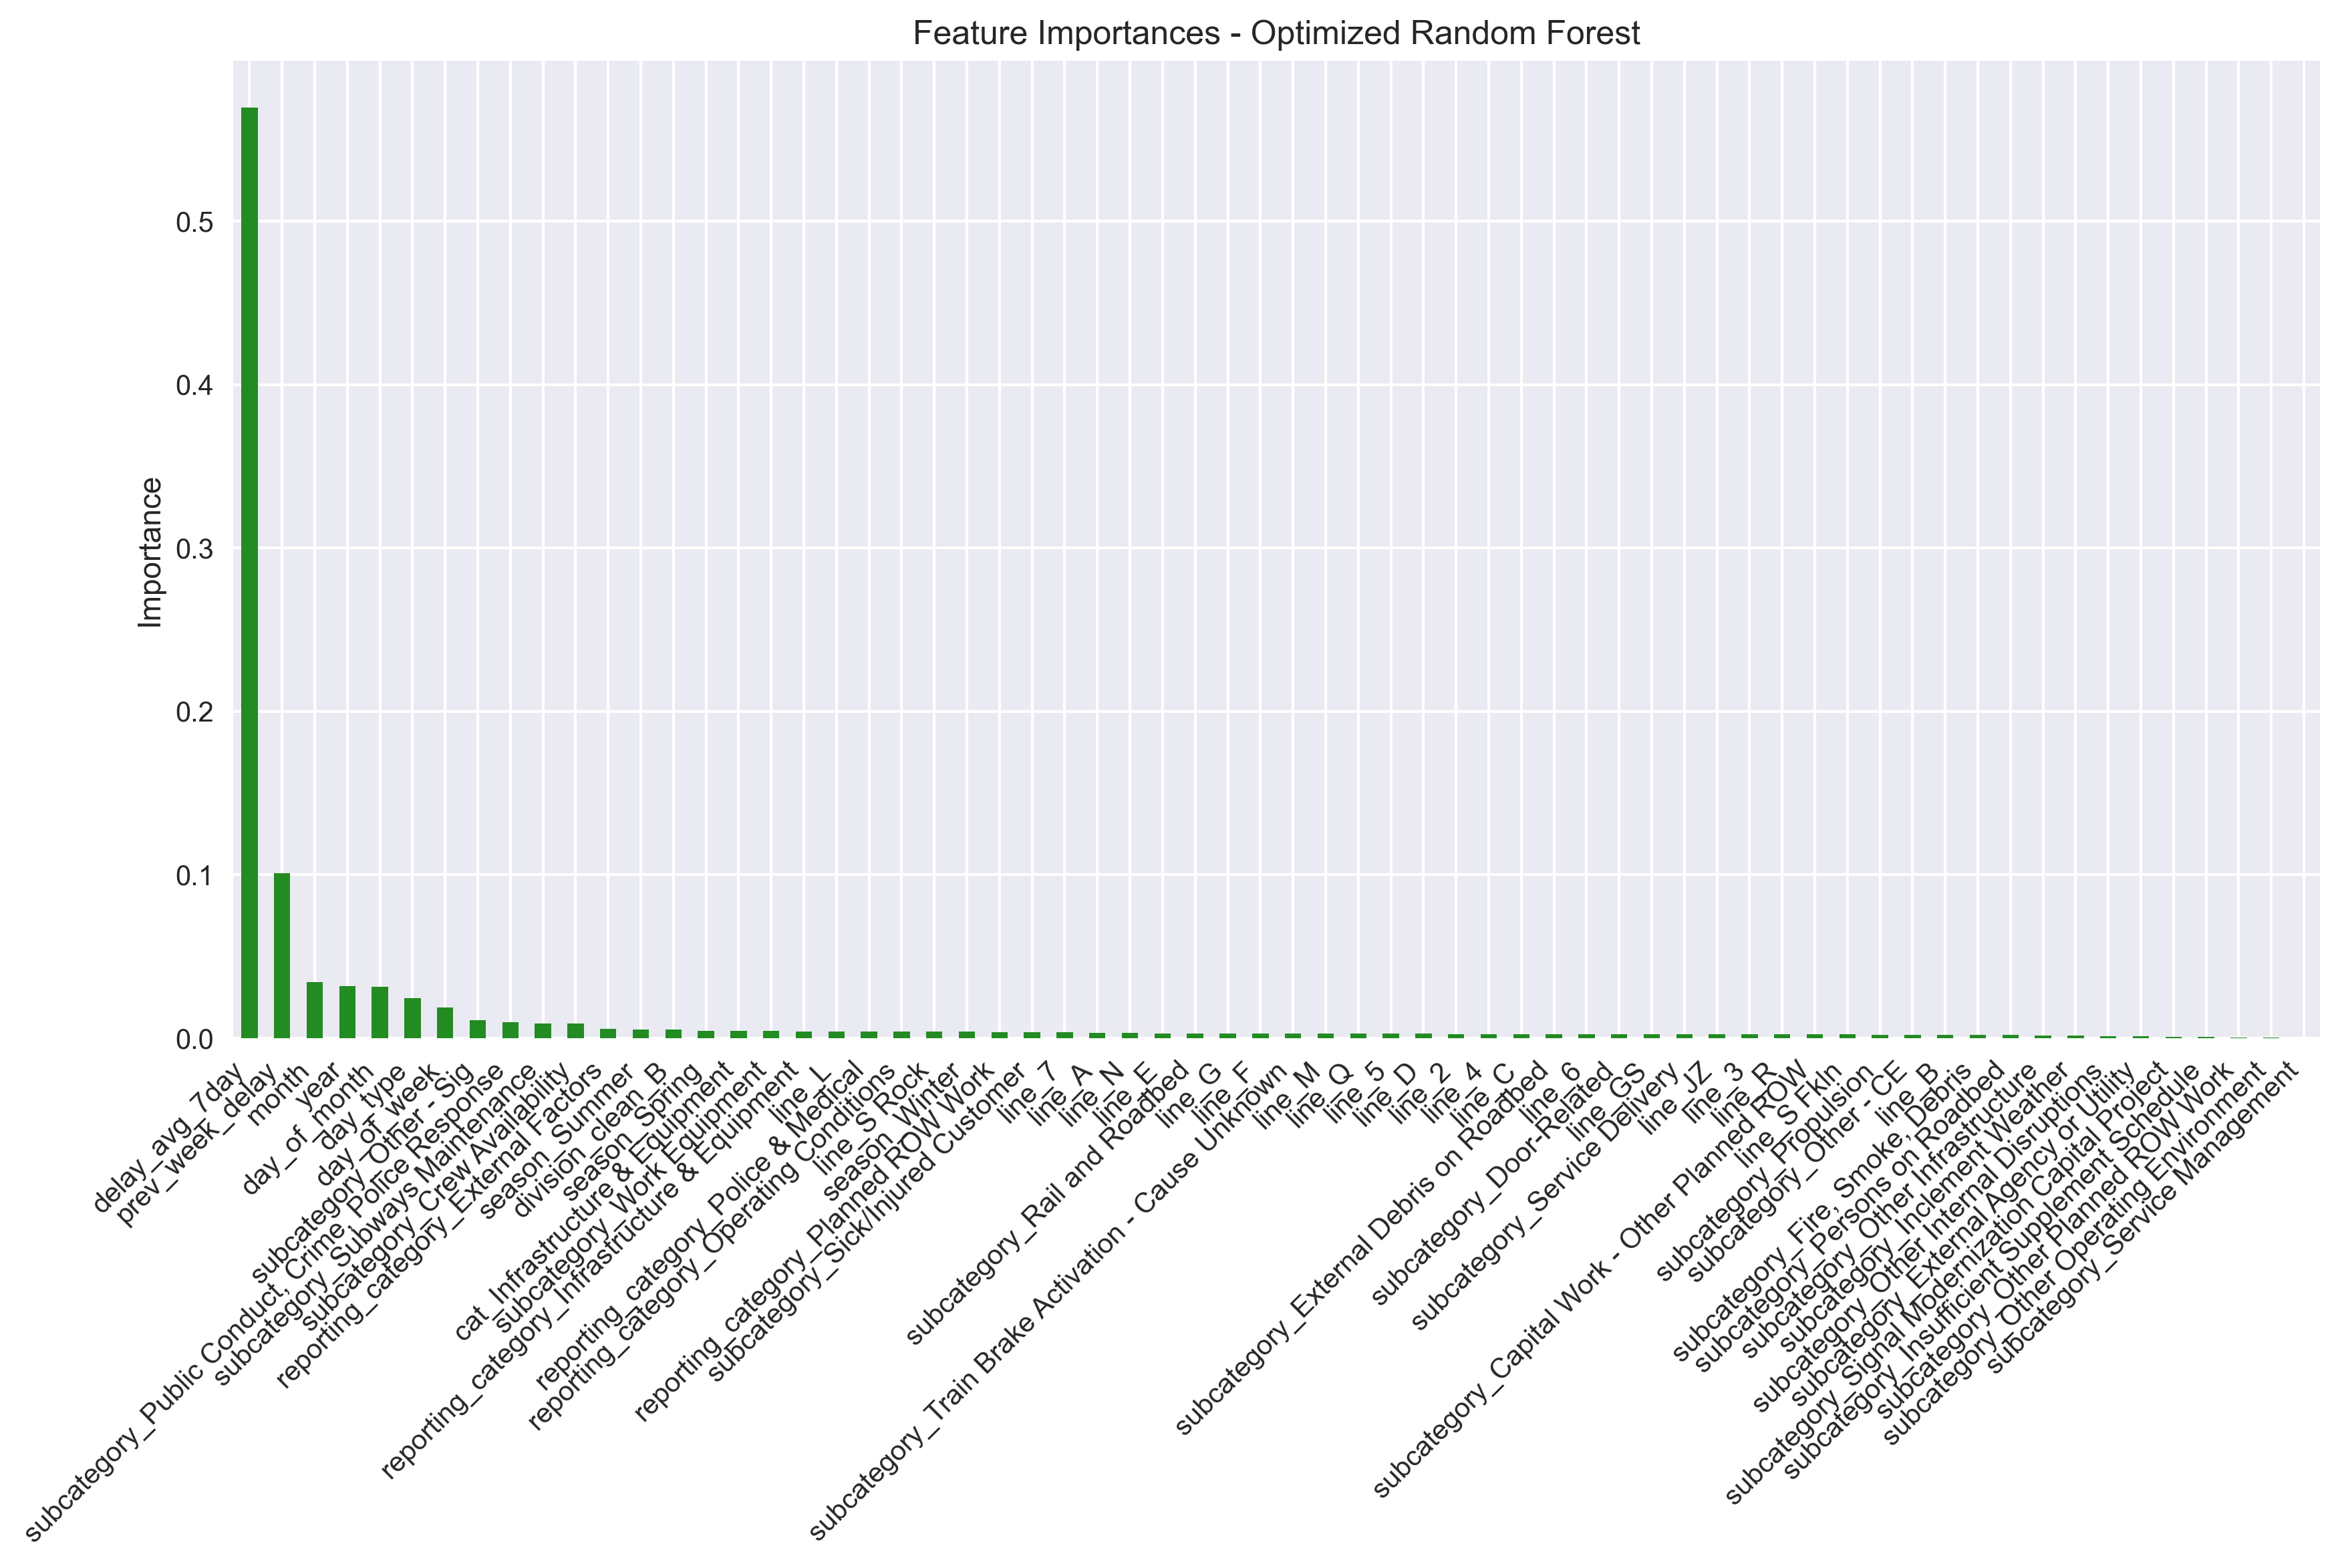 Feature Importances - Optimized Random Forest
Importance
0.5
0.4
0.3
0.2
0.1
0.0
delay_avg_7day
prev_week_delay
month
year
day_of_month
day_type
day_of_week
subcategory_Other - Sig
subcategory_Public Conduct, Crime, Police Response
subcategory_Subways Maintenance
subcategory_Crew Availability
reporting_category_External Factors
season_Summer
division_clean_B
season_Spring
cat_Infrastructure & Equipment
subcategory_Work Equipment
reporting_category_Infrastructure & Equipment
line_L
reporting_category_Police & Medical
reporting_category_Operating Conditions
line_S Rock
season_Winter
reporting_category_Planned ROW Work
subcategory_Sick/Injured Customer
line_7
line_A
line_N
line_E
subcategory_Rail and Roadbed
line_G
line_F
subcategory_Train Brake Activation - Cause Unknown
line_M
line_Q
line_5
line_D
line_2
line_4
line_C
subcategory_External Debris on Roadbed
line_6
subcategory_Door-Related
line_GS
subcategory_Service Delivery
line_JZ
line_3
line_R
subcategory_Capital Work - Other Planned ROW
line_S Fkln
subcategory_Propulsion
subcategory_Other - CE
line_B
subcategory_Fire, Smoke, Debris
subcategory_Persons on Roadbed
subcategory_Other Infrastructure
subcategory_Inclement Weather
subcategory_Other Internal Disruptions
subcategory_External Agency or Utility
subcategory_Signal Modernization Capital Project
subcategory_Insufficient Supplement Schedule
subcategory_Other Planned ROW Work
subcategory_Other Operating Environment
subcategory_Service Management